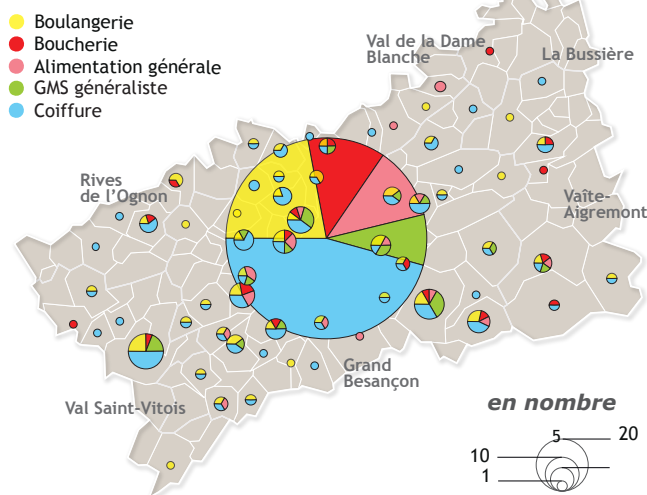 Boulangerie
Boucherie
Alimentation générale
GMS généraliste
Coiffure
Val de la Dame
Blanche
La Bussière
Rives
de l'Ognon
Vaîte-
Aigremont
Grand
Besançon
Val Saint-Vitois
en nombre
5
20
10
1